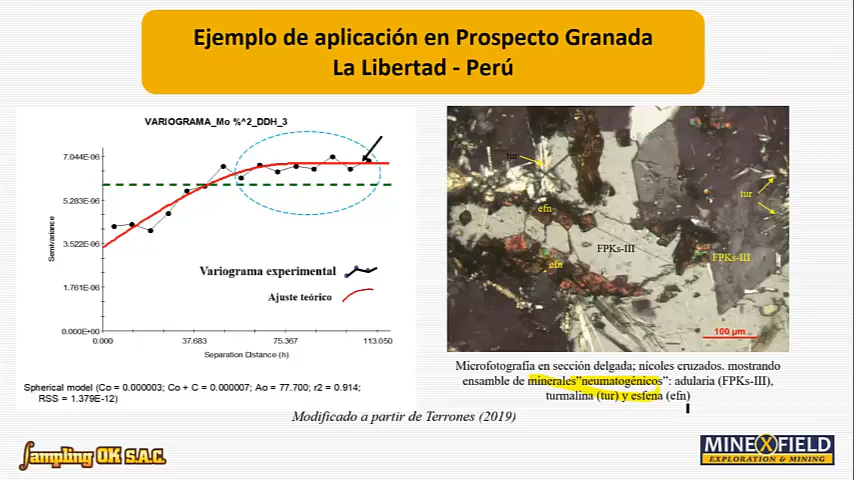 Ejemplo de aplicación en Prospecto Granada
La Libertad - Perú
VARIOGRAMA_Mo %^2_DDH_3
7.044E-06
5.283E-06
3.522E-06
1.761E-06
0.000E+00
Semivariance
0.000
37.683
75.367
113.050
Separation Distance (h)
Variograma experimental
Ajuste teórico
Spherical model (Co = 0.000003; Co + C = 0.000007; Ao = 77.700; r2 = 0.914;
RSS = 1.379E-12)
tur
tur
efn
FPKs-III
FPKs-III
efn
100 µm
Microfotografía en sección delgada; nícoles cruzados. mostrando
ensamble de minerales"neumatogénicos": adularia (FPKs-III),
turmalina (tur) y esfena (efn)
Modificado a partir de Terrones (2019)
Sampling OK S.A.C.
MINEXFIELD
EXPLORATION & MINING